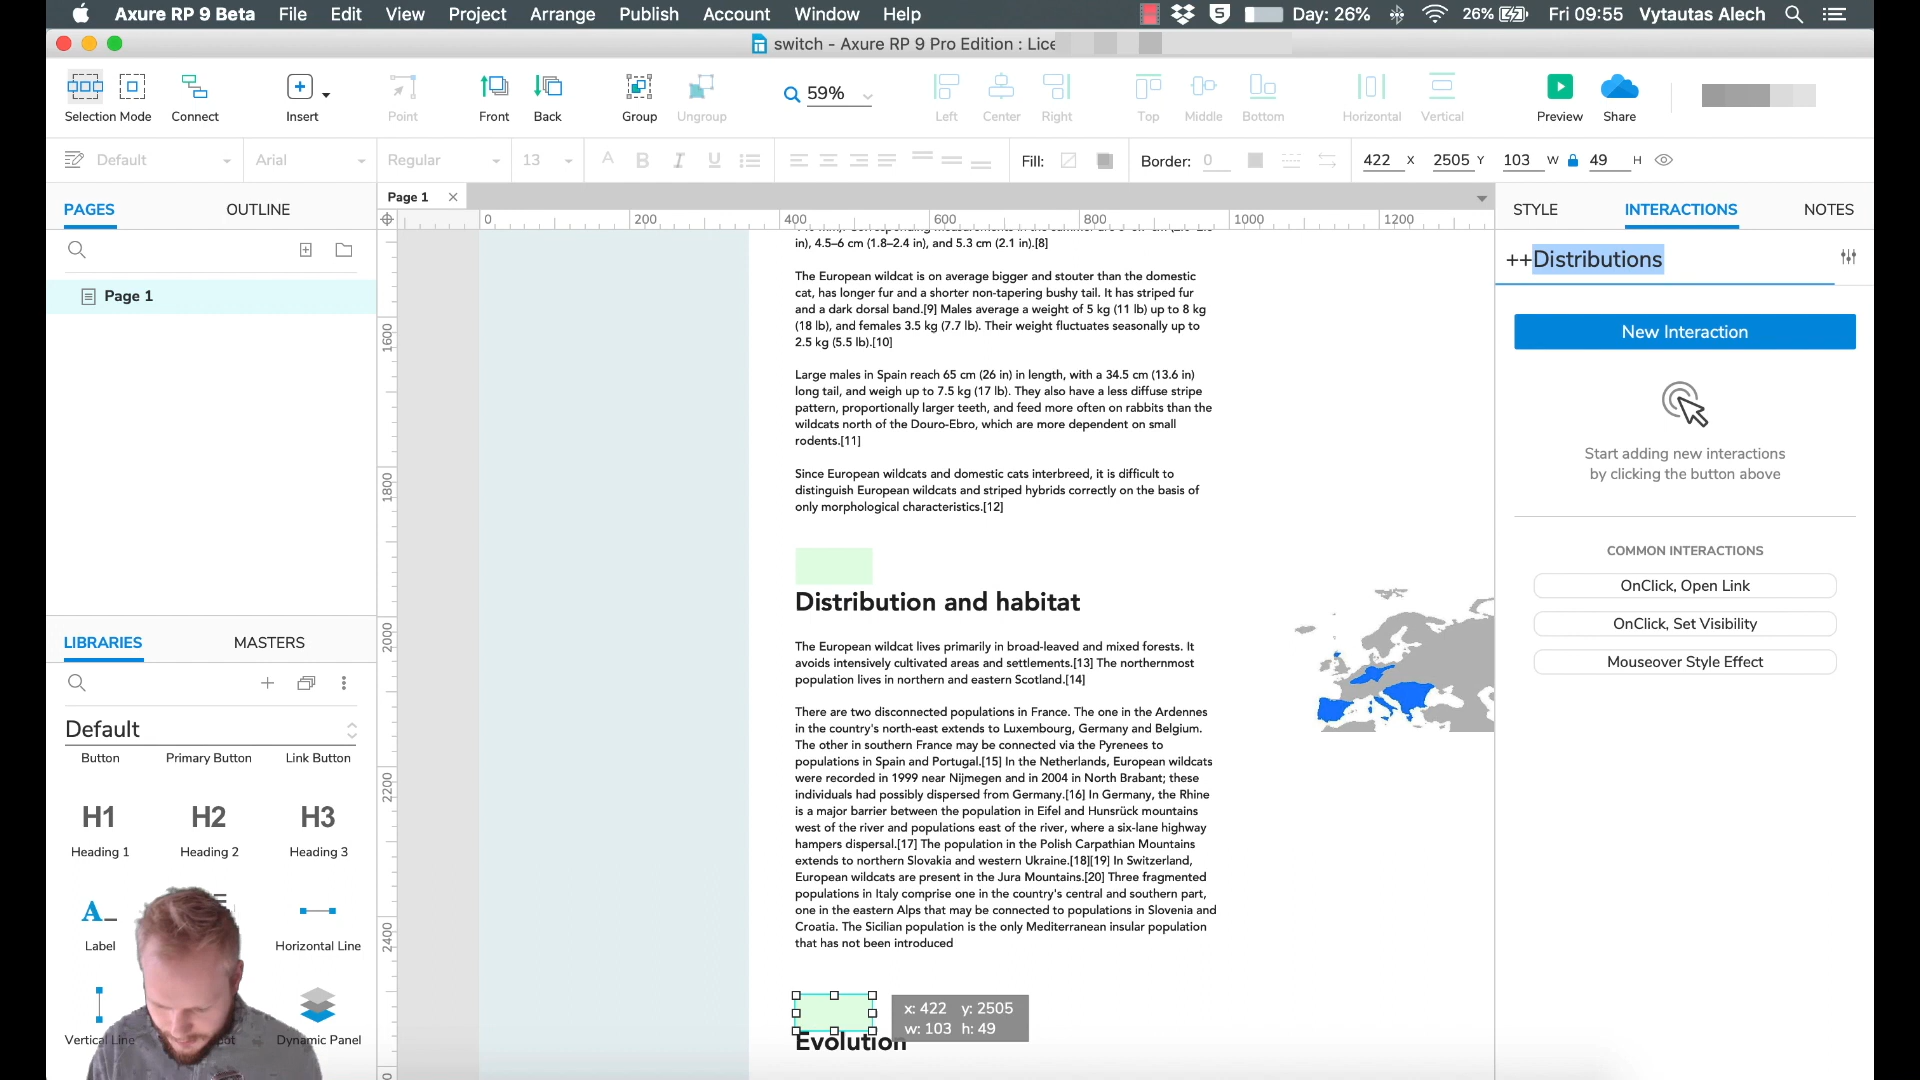 Axure RP 9 Beta File Edit View Project Arrange Publish Account Window Help
S Day: 26% 26% Fri 09:55 Vytautas Alech
switch - Axure RP 9 Pro Edition : Lice
59%
Selection Mode Connect Insert Point Front Back Group Ungroup Left Center Right Top Middle Bottom Horizontal Vertical Preview Share
Default Arial Regular 13 A B I U Fill: Border: 0 422 X 2505 Y 103 W 49 H
PAGES OUTLINE
Page 1
LIBRARIES MASTERS
Default
Button Primary Button Link Button
H1 H2 H3
Heading 1 Heading 2 Heading 3
A
Label Horizontal Line
Vertical Line Dynamic Panel
Page 1
0 200 400 600 800 1000 1200
1600
1800
2000
2200
2400
in), 4.5–6 cm (1.8–2.4 in), and 5.3 cm (2.1 in).[8]
The European wildcat is on average bigger and stouter than the domestic
cat, has longer fur and a shorter non-tapering bushy tail. It has striped fur
and a dark dorsal band.[9] Males average a weight of 5 kg (11 lb) up to 8 kg
(18 lb), and females 3.5 kg (7.7 lb). Their weight fluctuates seasonally up to
2.5 kg (5.5 lb).[10]
Large males in Spain reach 65 cm (26 in) in length, with a 34.5 cm (13.6 in)
long tail, and weigh up to 7.5 kg (17 lb). They also have a less diffuse stripe
pattern, proportionally larger teeth, and feed more often on rabbits than the
wildcats north of the Douro-Ebro, which are more dependent on small
rodents.[11]
Since European wildcats and domestic cats interbreed, it is difficult to
distinguish European wildcats and striped hybrids correctly on the basis of
only morphological characteristics.[12]
Distribution and habitat
The European wildcat lives primarily in broad-leaved and mixed forests. It
avoids intensively cultivated areas and settlements.[13] The northernmost
population lives in northern and eastern Scotland.[14]
There are two disconnected populations in France. The one in the Ardennes
in the country's north-east extends to Luxembourg, Germany and Belgium.
The other in southern France may be connected via the Pyrenees to
populations in Spain and Portugal.[15] In the Netherlands, European wildcats
were recorded in 1999 near Nijmegen and in 2004 in North Brabant; these
individuals had possibly dispersed from Germany.[16] In Germany, the Rhine
is a major barrier between the population in Eifel and Hunsrück mountains
west of the river and populations east of the river, where a six-lane highway
hampers dispersal.[17] The population in the Polish Carpathian Mountains
extends to northern Slovakia and western Ukraine.[18][19] In Switzerland,
European wildcats are present in the Jura Mountains.[20] Three fragmented
populations in Italy comprise one in the country's central and southern part,
one in the eastern Alps that may be connected to populations in Slovenia and
Croatia. The Sicilian population is the only Mediterranean insular population
that has not been introduced
x: 422 y: 2505
w: 103 h: 49
Evolution
STYLE INTERACTIONS NOTES
++Distributions
New Interaction
Start adding new interactions
by clicking the button above
COMMON INTERACTIONS
OnClick, Open Link
OnClick, Set Visibility
Mouseover Style Effect